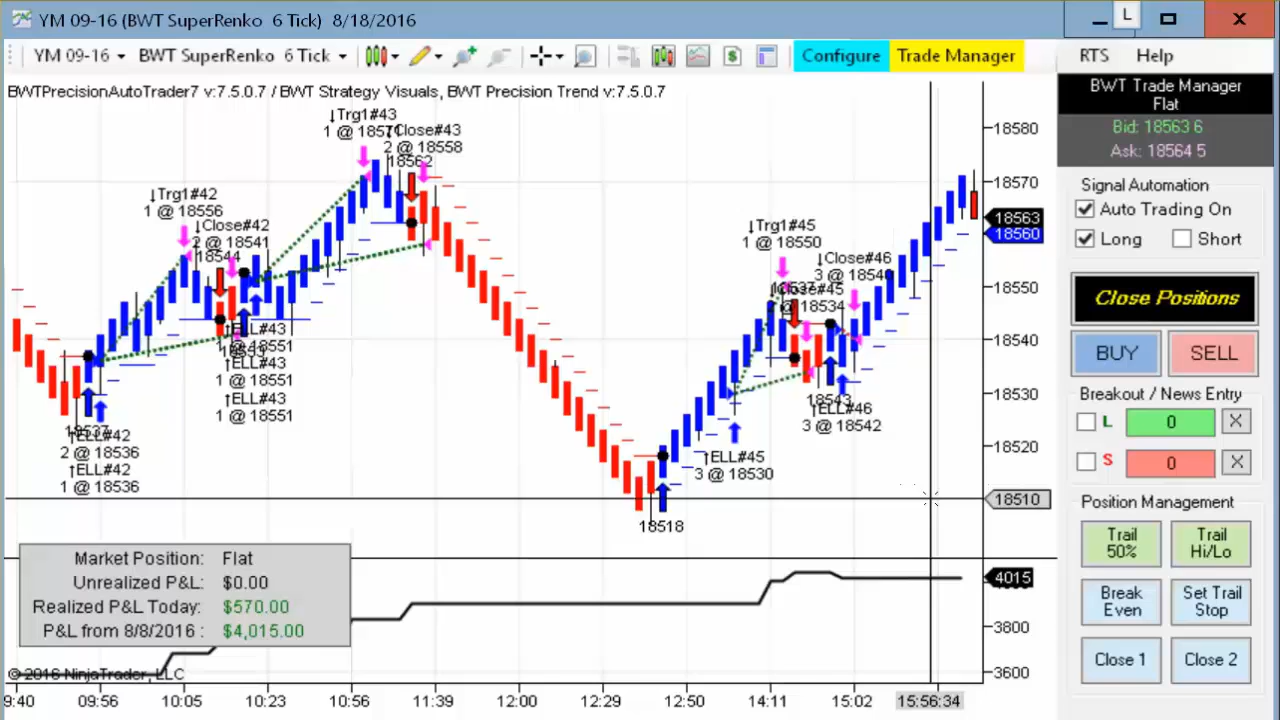 YM 09-16 (BWT SuperRenko 6 Tick) 8/18/2016
L
YM 09-16 BWT SuperRenko 6 Tick Configure Trade Manager
RTS Help
BWTPrecisionAutoTrader7 v:7.5.0.7 / BWT Strategy Visuals, BWT Precision Trend v:7.5.0.7
↓Trg1#42
1 @ 18556
↓Close#42
2 @ 18541
18544
↓Trg1#43
Close#43
2 @ 18558
18562
↓Trg1#45
1 @ 18550
↓Close#46
Close#45
@ 18534
ELL#43
1 @ 18551
↑ELL#43
1 @ 18551
↑ELL#43
1 @ 18551
18537
ELL#42
2 @ 18536
↑ELL#42
1 @ 18536
18543
ELL#46
3 @ 18542
↑ELL#45
3 @ 18530
18518
18580
18570
18563
18560
18550
18540
18530
18520
18510
4015
3800
3600
Market Position: Flat
Unrealized P&L: $0.00
Realized P&L Today: $570.00
P&L from 8/8/2016 : $4,015.00
© 2016 NinjaTrader, LLC
9:40 09:56 10:05 10:23 10:56 11:39 12:00 12:29 12:50 14:11 15:02 15:56:34
BWT Trade Manager
Flat
Bid: 18563 6
Ask: 18564 5
Signal Automation
Auto Trading On
Long Short
Close Positions
BUY SELL
Breakout / News Entry
L 0 X
S 0 X
Position Management
Trail 50% Trail Hi/Lo
Break Even Set Trail Stop
Close 1 Close 2